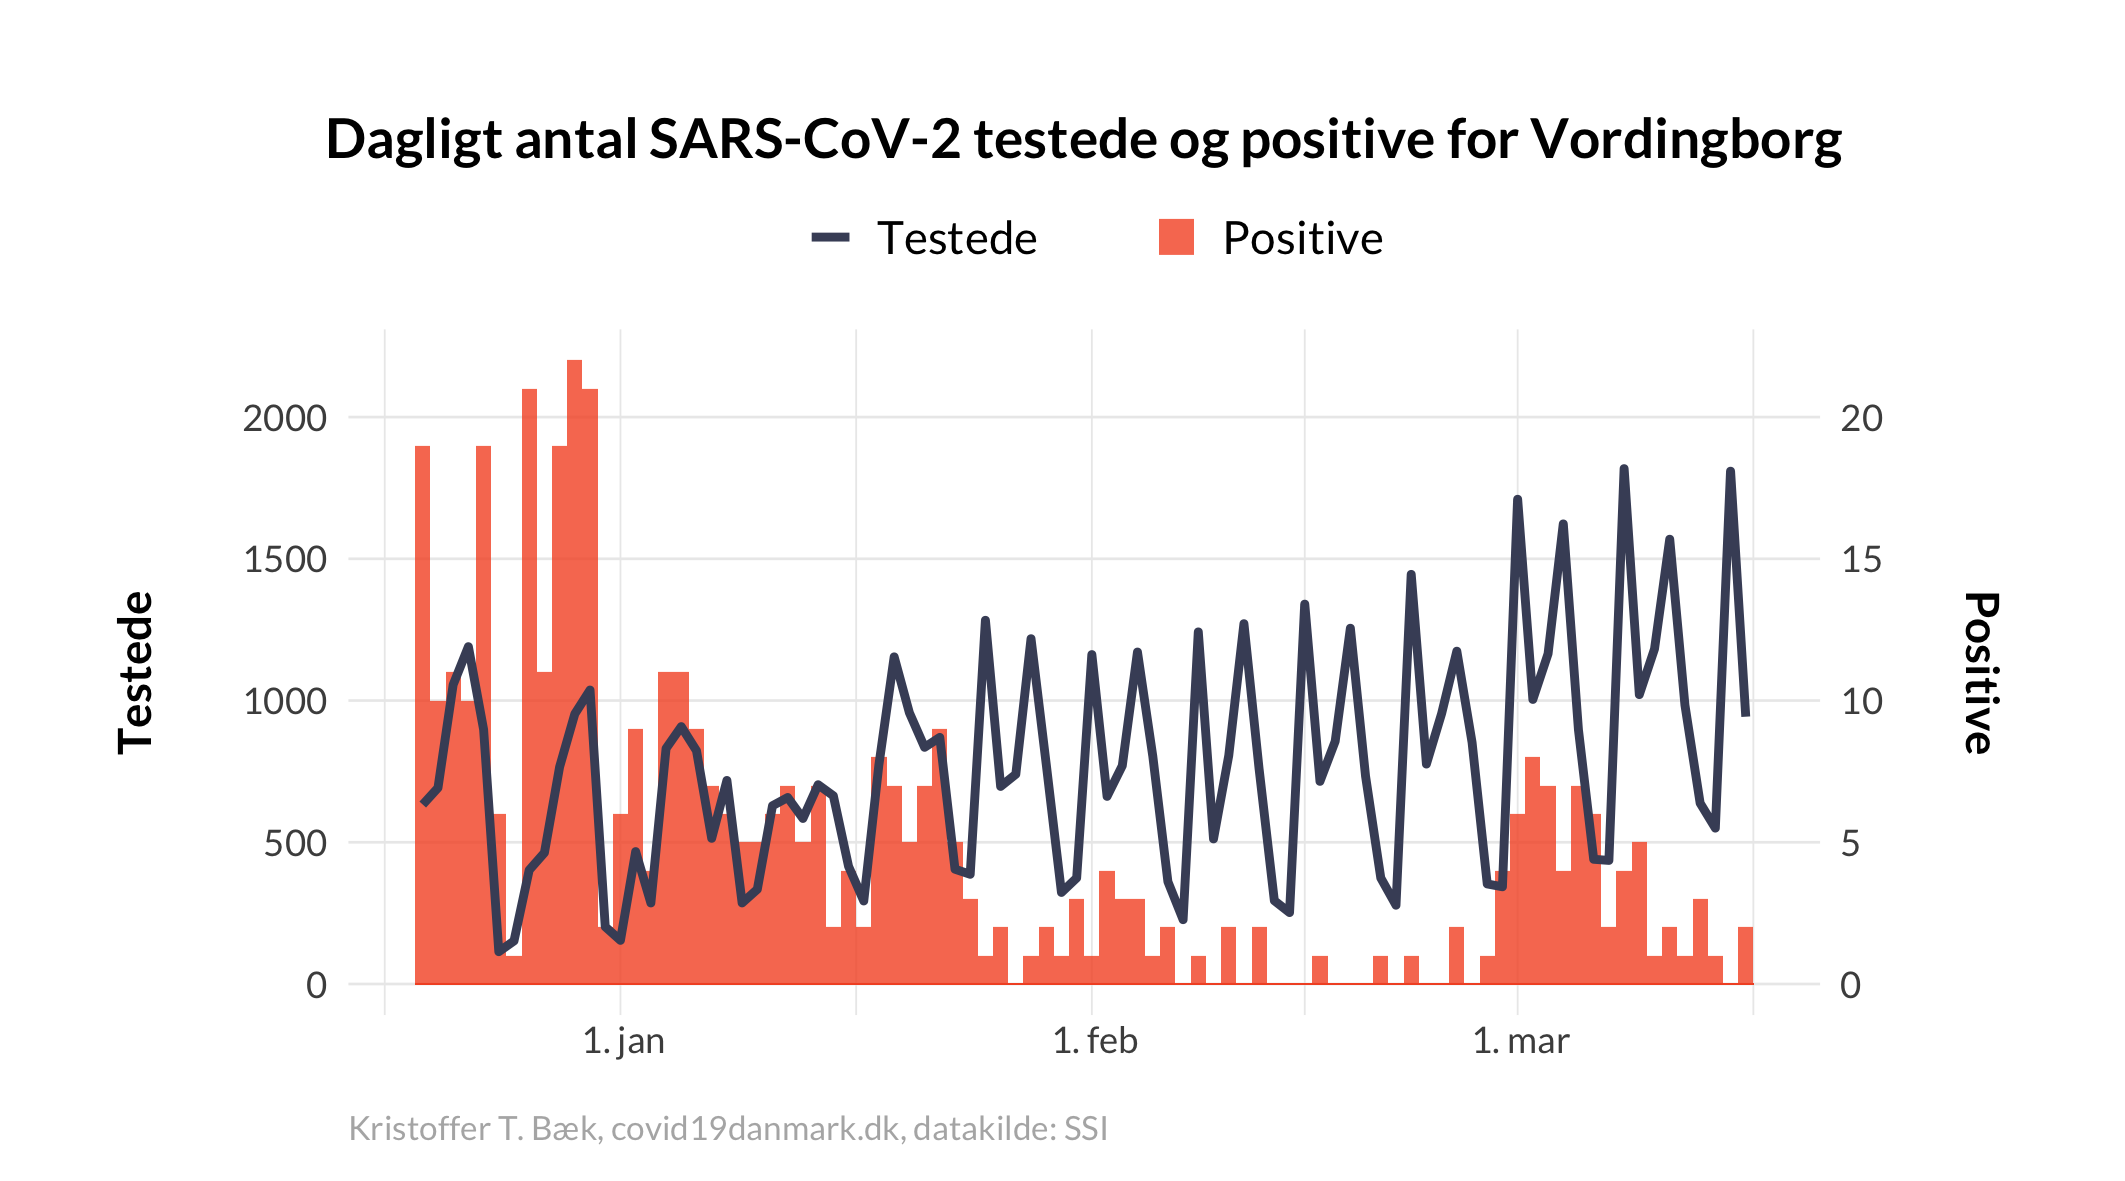 Dagligt antal SARS-CoV-2 testede og positive for Vordingborg
Testede
Positive
2000
1500
1000
500
0
Testede
20
15
10
5
0
Positive
1. jan
1. feb
1. mar
Kristoffer T. Bæk, covid19danmark.dk, datakilde: SSI